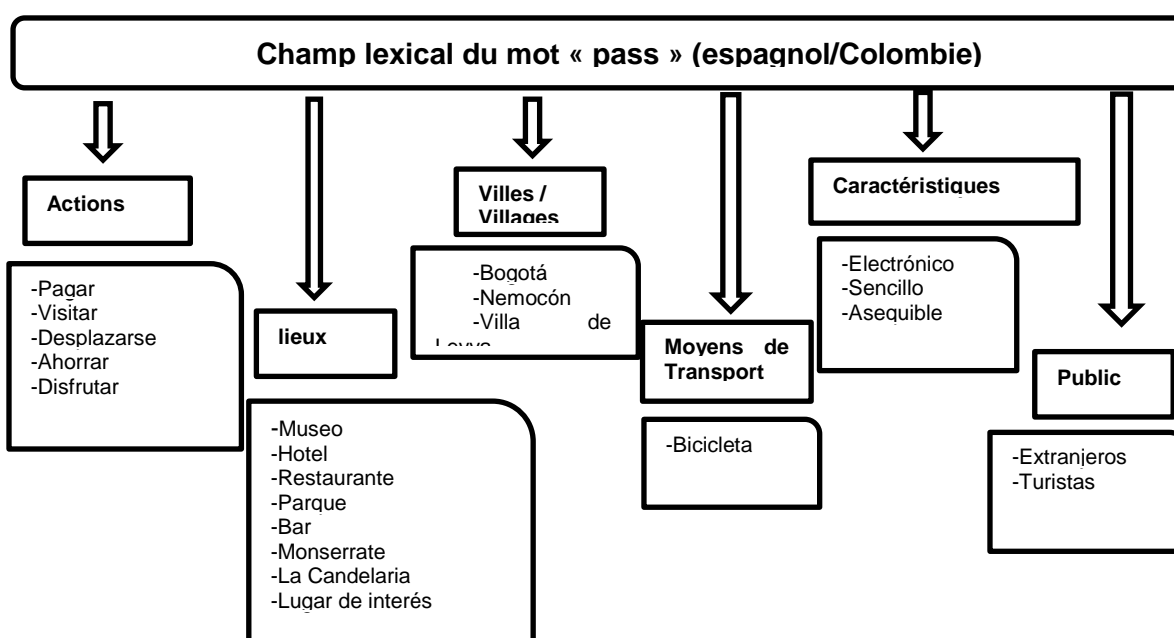 Champ lexical du mot « pass » (espagnol/Colombie)
Actions
-Pagar
-Visitar
-Desplazarse
-Ahorrar
-Disfrutar
lieux
-Museo
-Hotel
-Restaurante
-Parque
-Bar
-Monserrate
-La Candelaria
-Lugar de interés
Villes /
Villages
-Bogotá
-Nemocón
-Villa de
Leyva
Moyens de
Transport
-Bicicleta
Caractéristiques
-Electrónico
-Sencillo
-Asequible
Public
-Extranjeros
-Turistas